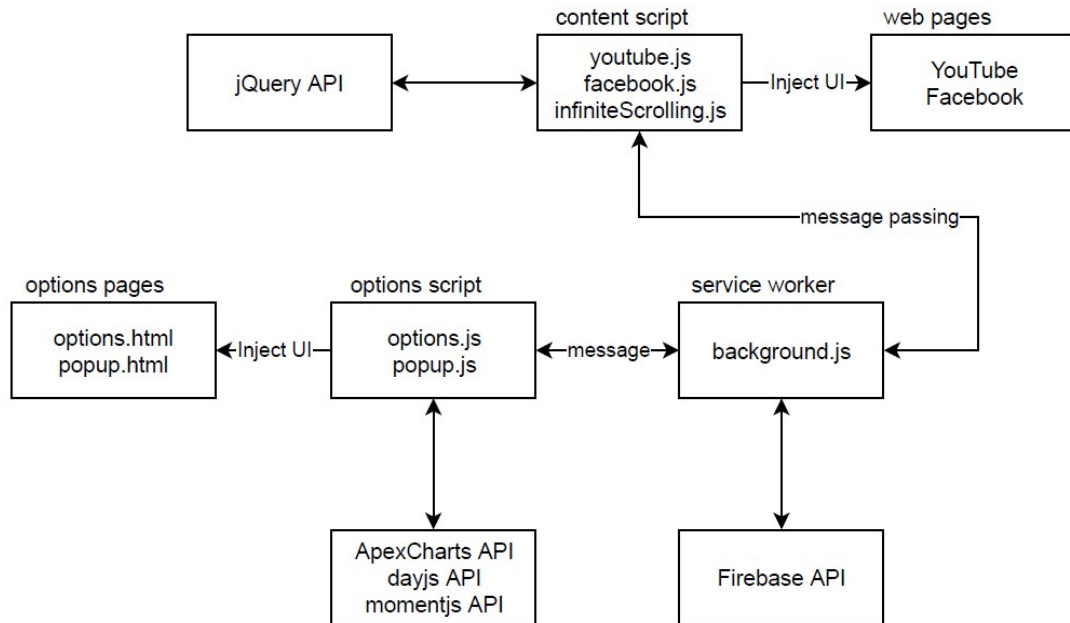 content script
web pages
jQuery API
youtube.js
facebook.js
infiniteScrolling.js
Inject UI
YouTube
Facebook
message passing
options pages
options script
service worker
options.html
popup.html
Inject UI
options.js
popup.js
message
background.js
ApexCharts API
dayjs API
momentjs API
Firebase API